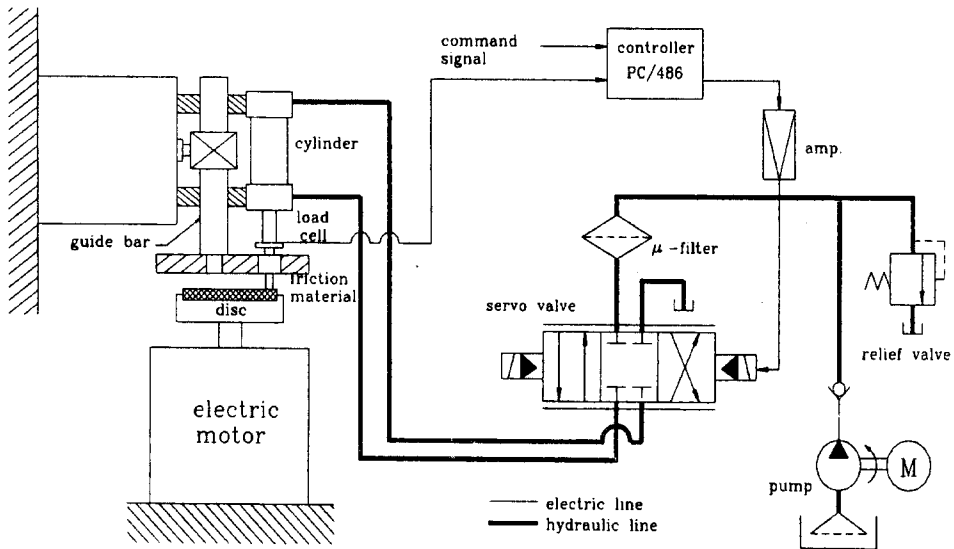 command
signal
controller
PC/486
amp.
cylinder
load
cell
guide bar
μ-filter
friction
material
disc
servo valve
relief valve
electric
motor
pump
M
electric line
hydraulic line